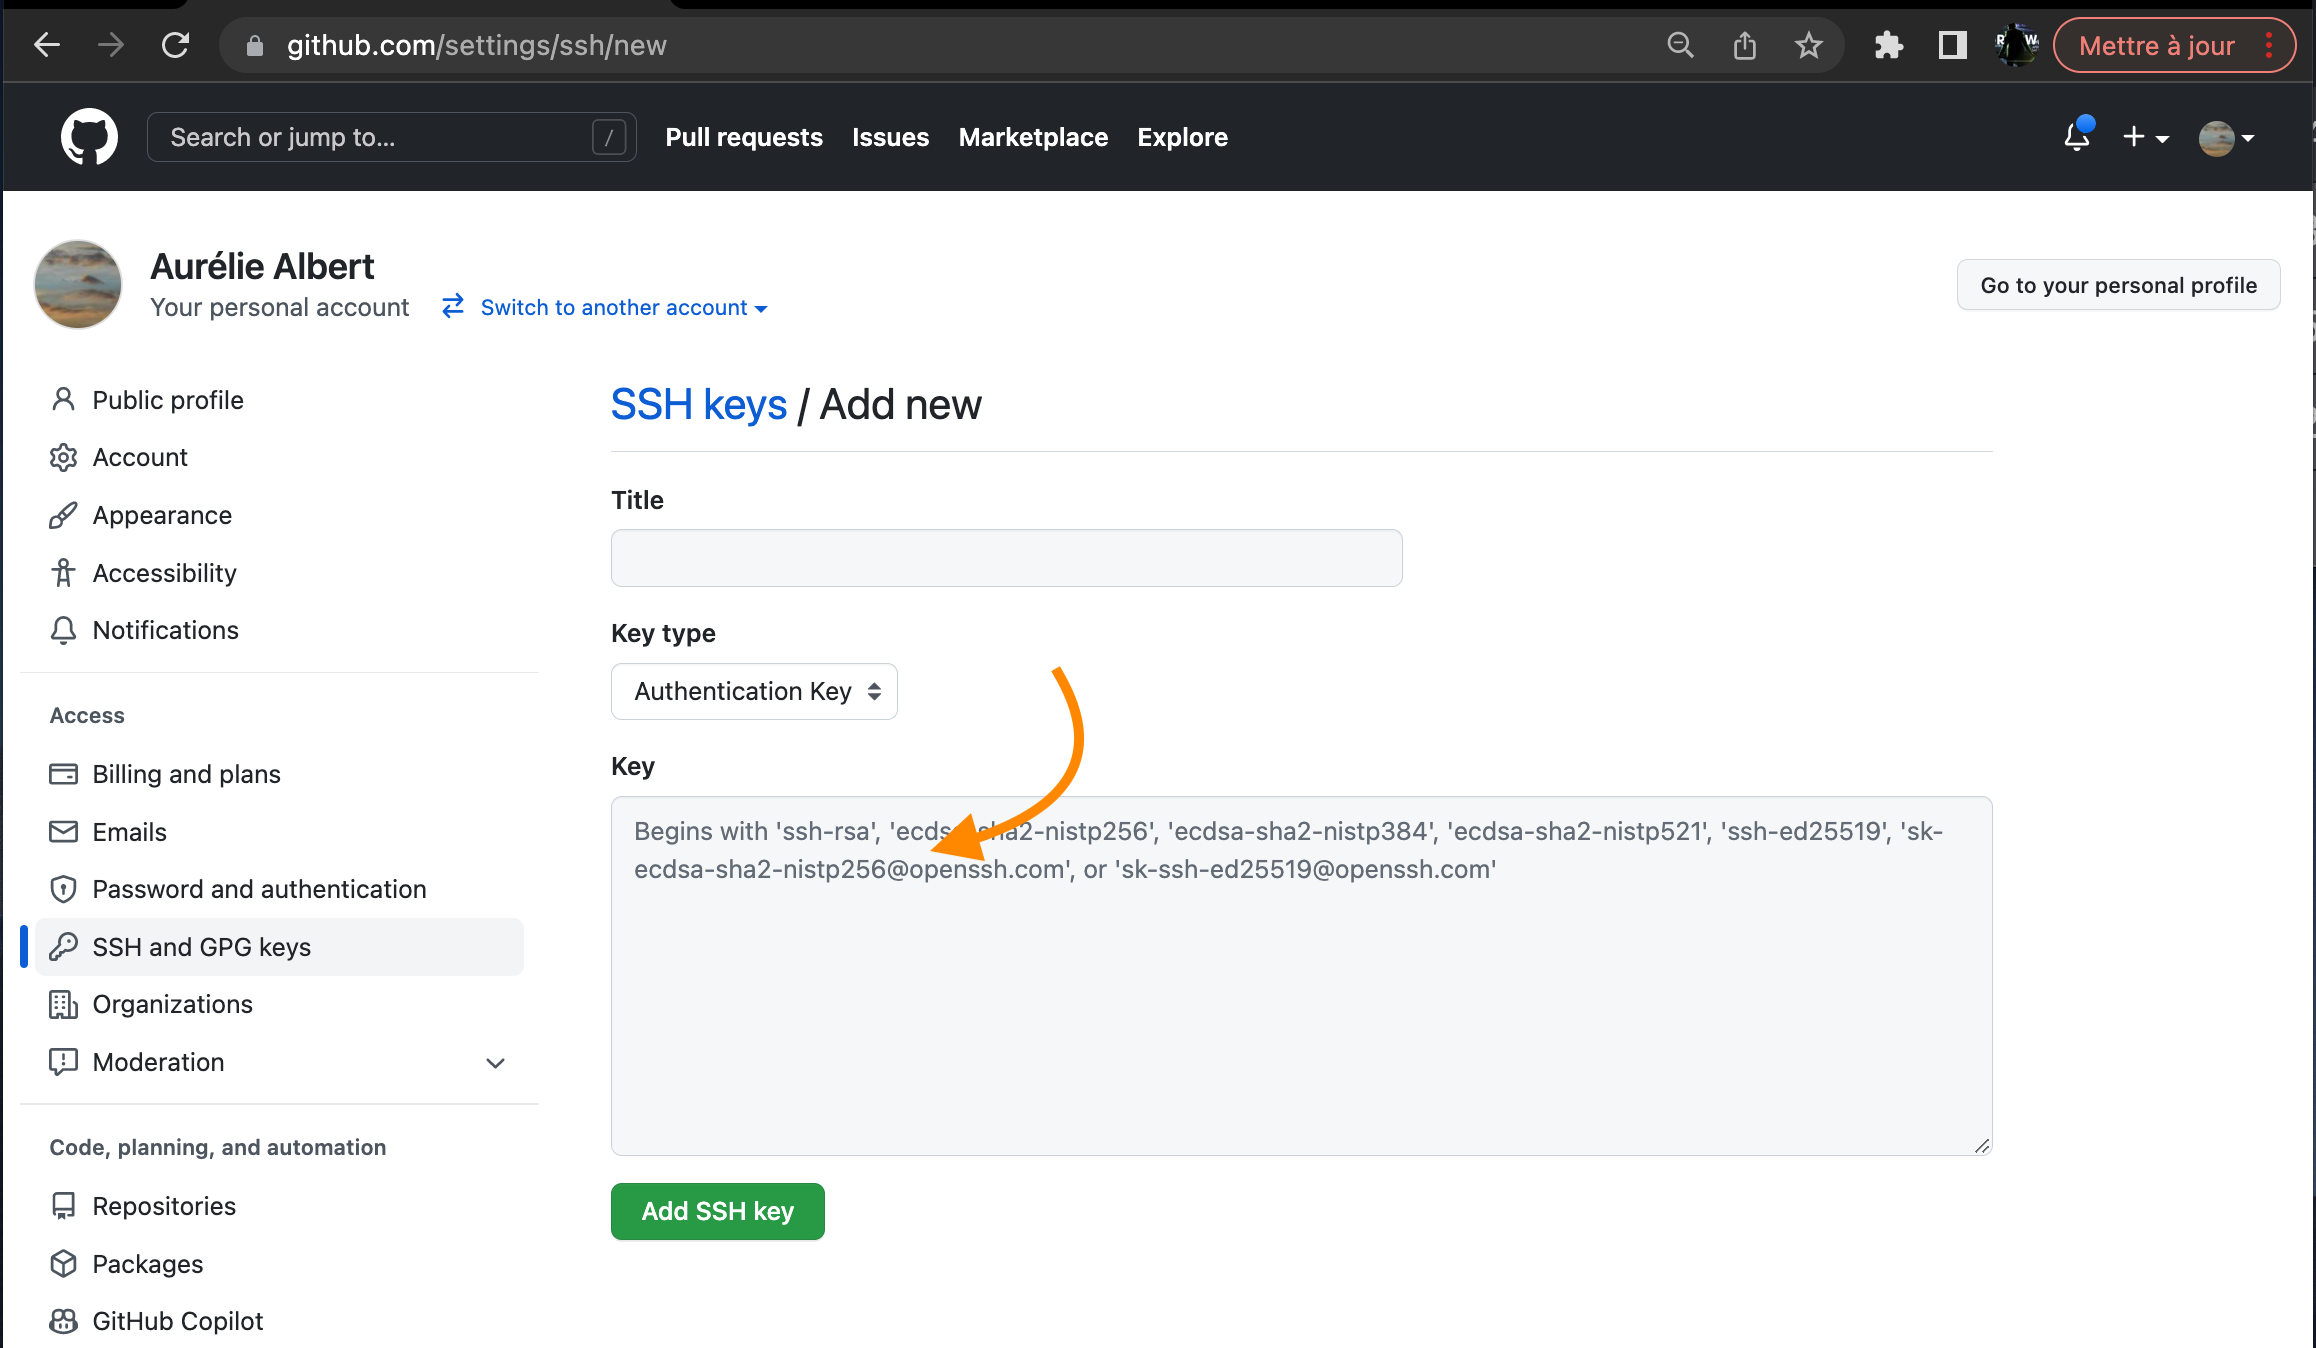 github.com/settings/ssh/new
Mettre à jour
Search or jump to...
/
Pull requests
Issues
Marketplace
Explore
Aurélie Albert
Your personal account
Switch to another account
Go to your personal profile
Public profile
Account
Appearance
Accessibility
Notifications
Access
Billing and plans
Emails
Password and authentication
SSH and GPG keys
Organizations
Moderation
Code, planning, and automation
Repositories
Packages
GitHub Copilot
SSH keys / Add new
Title
Key type
Authentication Key
Key
Begins with 'ssh-rsa', 'ecdsa-sha2-nistp256', 'ecdsa-sha2-nistp384', 'ecdsa-sha2-nistp521', 'ssh-ed25519', 'sk-
ecdsa-sha2-nistp256@openssh.com', or 'sk-ssh-ed25519@openssh.com'
Add SSH key